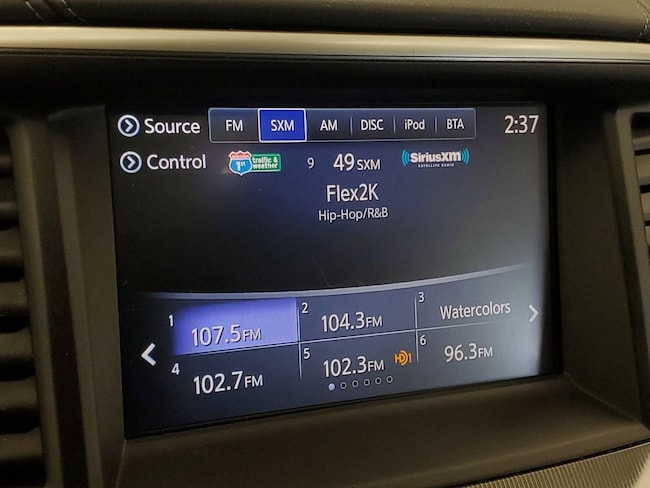 Source FM SXM AM DISC iPod BTA 2:37
Control 1st traffic & weather 9 49 SXM SiriusXM
SATELLITE RADIO
Flex2K
Hip-Hop/R&B
1 107.5FM 2 104.3FM 3 Watercolors
4 102.7FM 5 102.3FM HD1 6 96.3FM